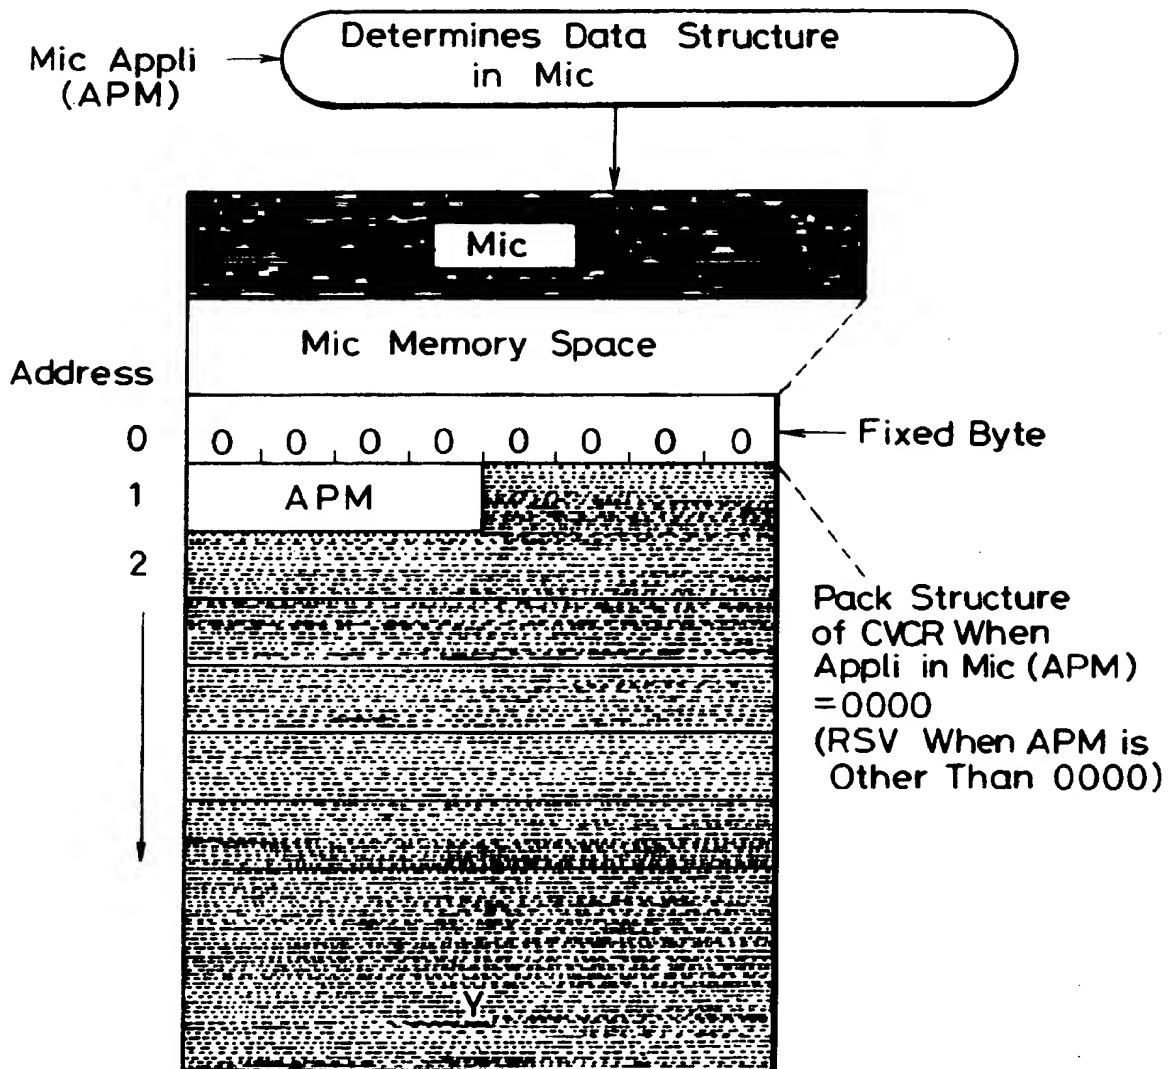 Determines Data Structure
in Mic
Mic Appli
(APM)
Mic
Mic Memory Space
Address
0
0 0 0 0 0 0 0 0
Fixed Byte
1
APM
2
Pack Structure
of CVCR When
Appli in Mic (APM)
=0000
(RSV When APM is
Other Than 0000)
Y